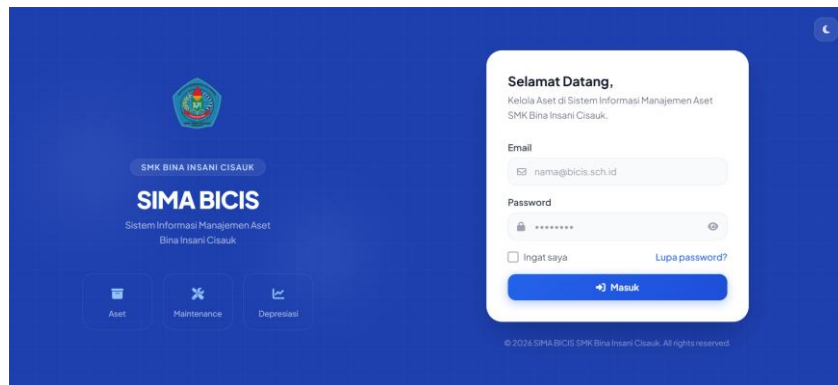 SMK BINA INSANI CISAUK
SIMA BICIS
Sistem Informasi Manajemen Aset
Bina Insani Cisauk
Aset
Maintenance
Depresiasi
Selamat Datang,
Kelola Aset di Sistem Informasi Manajemen Aset
SMK Bina Insani Cisauk.
Email
nama@bicis.sch.id
Password
Ingat saya
Lupa password?
Masuk
© 2026 SIMA BICIS SMK Bina Insani Cisauk. All rights reserved.